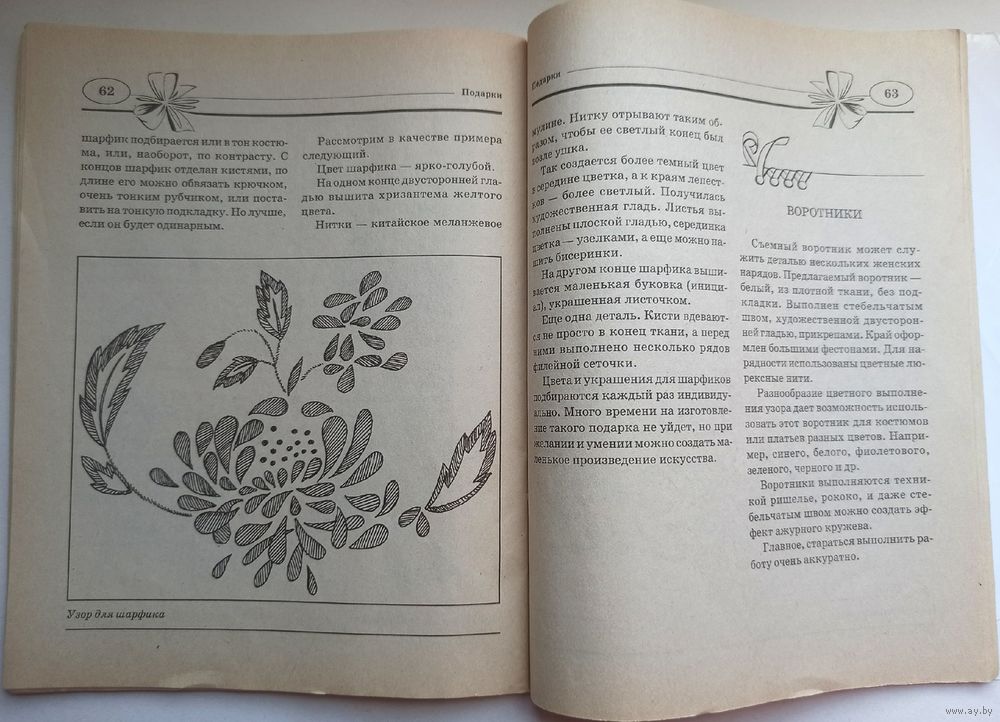 62
Подарки
шарфик подбирается или в тон костю-
ма, или, наоборот, по контрасту. С
концов шарфик отделан кистями, по
длине его можно обвязать крючком,
очень тонким рубчиком, или поста-
вить на тонкую подкладку. Но лучше,
если он будет одинарным.
Рассмотрим в качестве примера
следующий.
Цвет шарфика — ярко-голубой.
На одном конце двусторонней гла-
дью вышита хризантема желтого
цвета.
Нитки — китайское меланжевое
Узор для шарфика
Подарки
63
мулине. Нитку отрывают таким об-
разом, чтобы ее светлый конец был
возле ушка.
Так создается более темный цвет
в середине цветка, а к краям лепест-
ков — более светлый. Получилась
художественная гладь. Листья вы-
полнены плоской гладью, серединка
цветка — узелками, а еще можно на-
шить бисеринки.
На другом конце шарфика выши-
вается маленькая буковка (иници-
ал), украшенная листочком.
Еще одна деталь. Кисти вдевают-
ся не просто в конец ткани, а перед
ними выполнено несколько рядов
филейной сеточки.
Цвета и украшения для шарфиков
подбираются каждый раз индивиду-
ально. Много времени на изготовле-
ние такого подарка не уйдет, но при
желании и умении можно создать ма-
ленькое произведение искусства.
ВОРОТНИКИ
Съемный воротник может слу-
жить деталью нескольких женских
нарядов. Предлагаемый воротник —
белый, из плотной ткани, без под-
кладки. Выполнен стебельчатым
швом, художественной двусторон-
ней гладью, прикрепами. Край офор-
млен большими фестонами. Для на-
рядности использованы цветные лю-
рексные нити.
Разнообразие цветного выполне-
ния узора дает возможность исполь-
зовать этот воротник для костюмов
или платьев разных цветов. Напри-
мер, синего, белого, фиолетового,
зеленого, черного и др.
Воротники выполняются техни-
кой ришелье, рококо, и даже сте-
бельчатым швом можно создать эф-
фект ажурного кружева.
Главное, стараться выполнить ра-
боту очень аккуратно.
www.ay.by